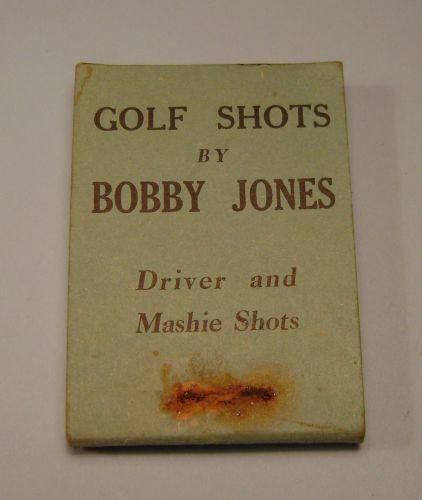 GOLF SHOTS
BY
BOBBY JONES
Driver and
Mashie Shots